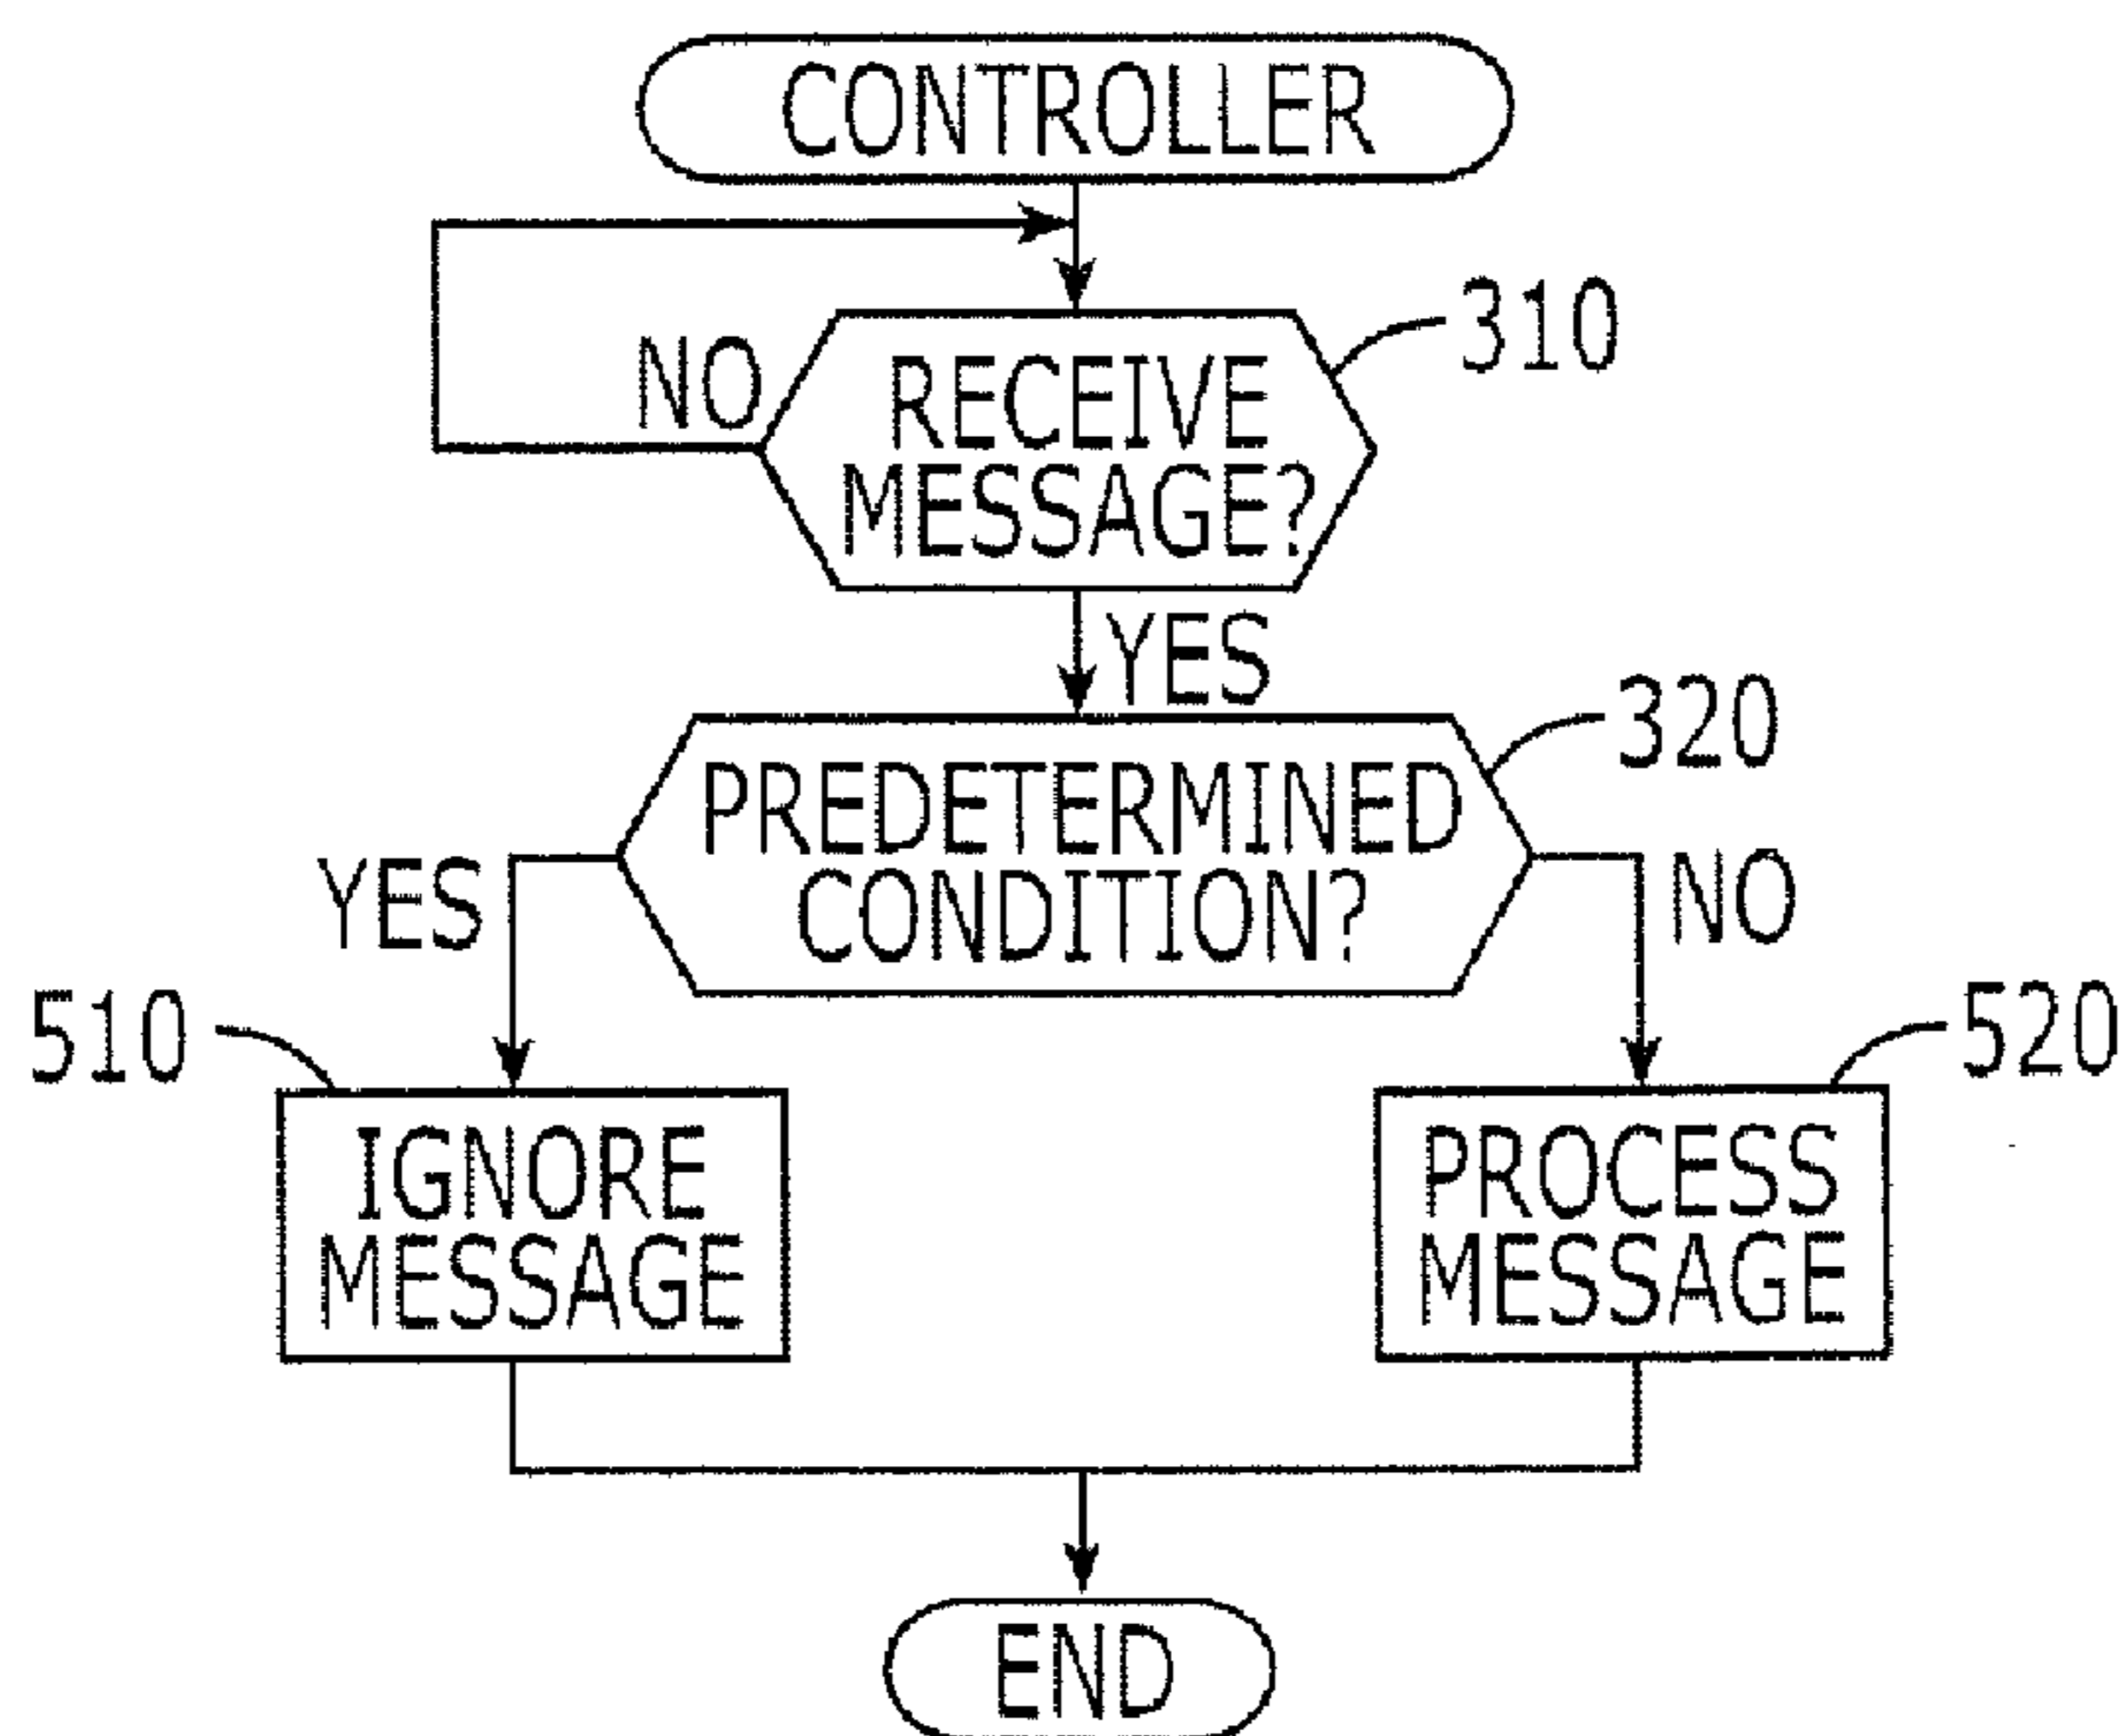 CONTROLLER
310
NO
RECEIVE
MESSAGE?
YES
320
PREDETERMINED
CONDITION?
YES
NO
510
520
IGNORE
MESSAGE
PROCESS
MESSAGE
END